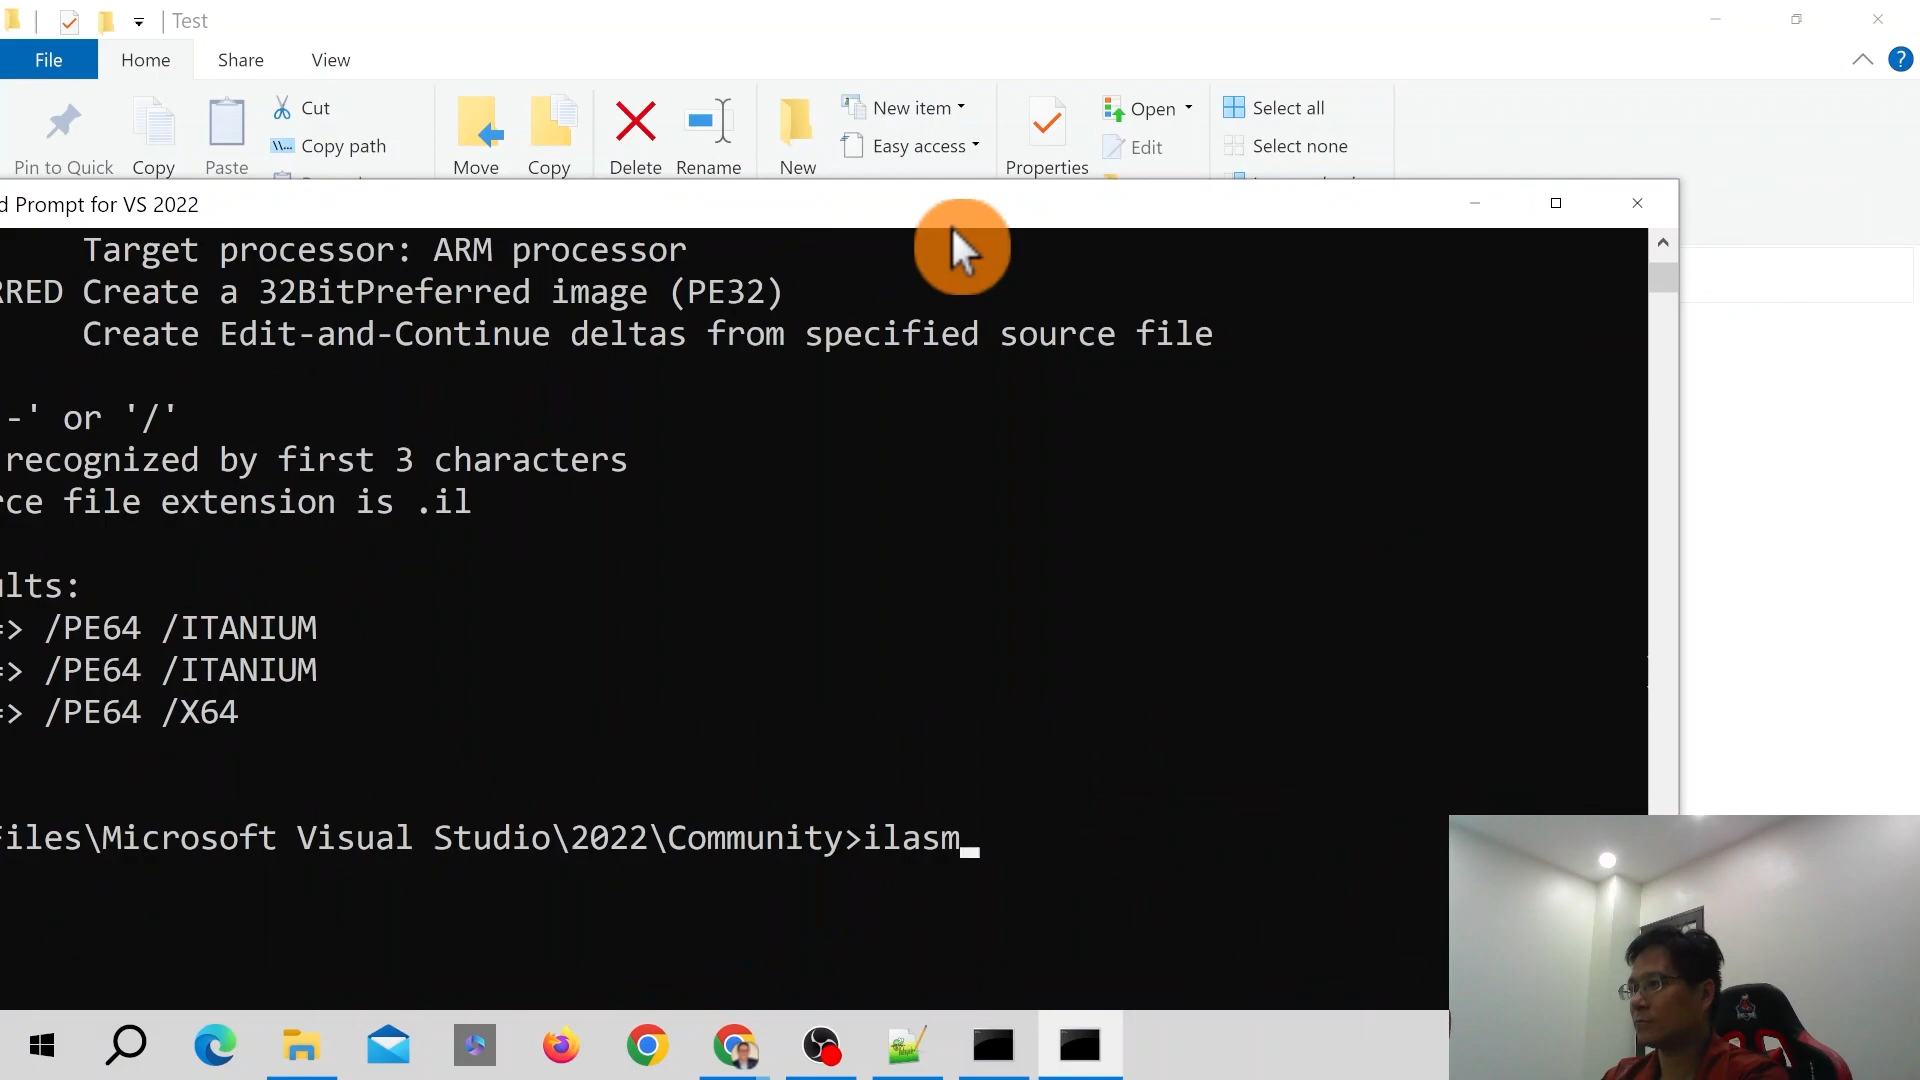 Test
File
Home
Share
View
Pin to Quick
Copy
Paste
Cut
Copy path
Move
Copy
Delete
Rename
New
New item
Easy access
Properties
Open
Edit
Select all
Select none
d Prompt for VS 2022
Target processor: ARM processor
RRED Create a 32BitPreferred image (PE32)
Create Edit-and-Continue deltas from specified source file
-' or '/'
recognized by first 3 characters
rce file extension is .il
ults:
=> /PE64 /ITANIUM
=> /PE64 /ITANIUM
=> /PE64 /X64
Files\Microsoft Visual Studio\2022\Community>ilasm